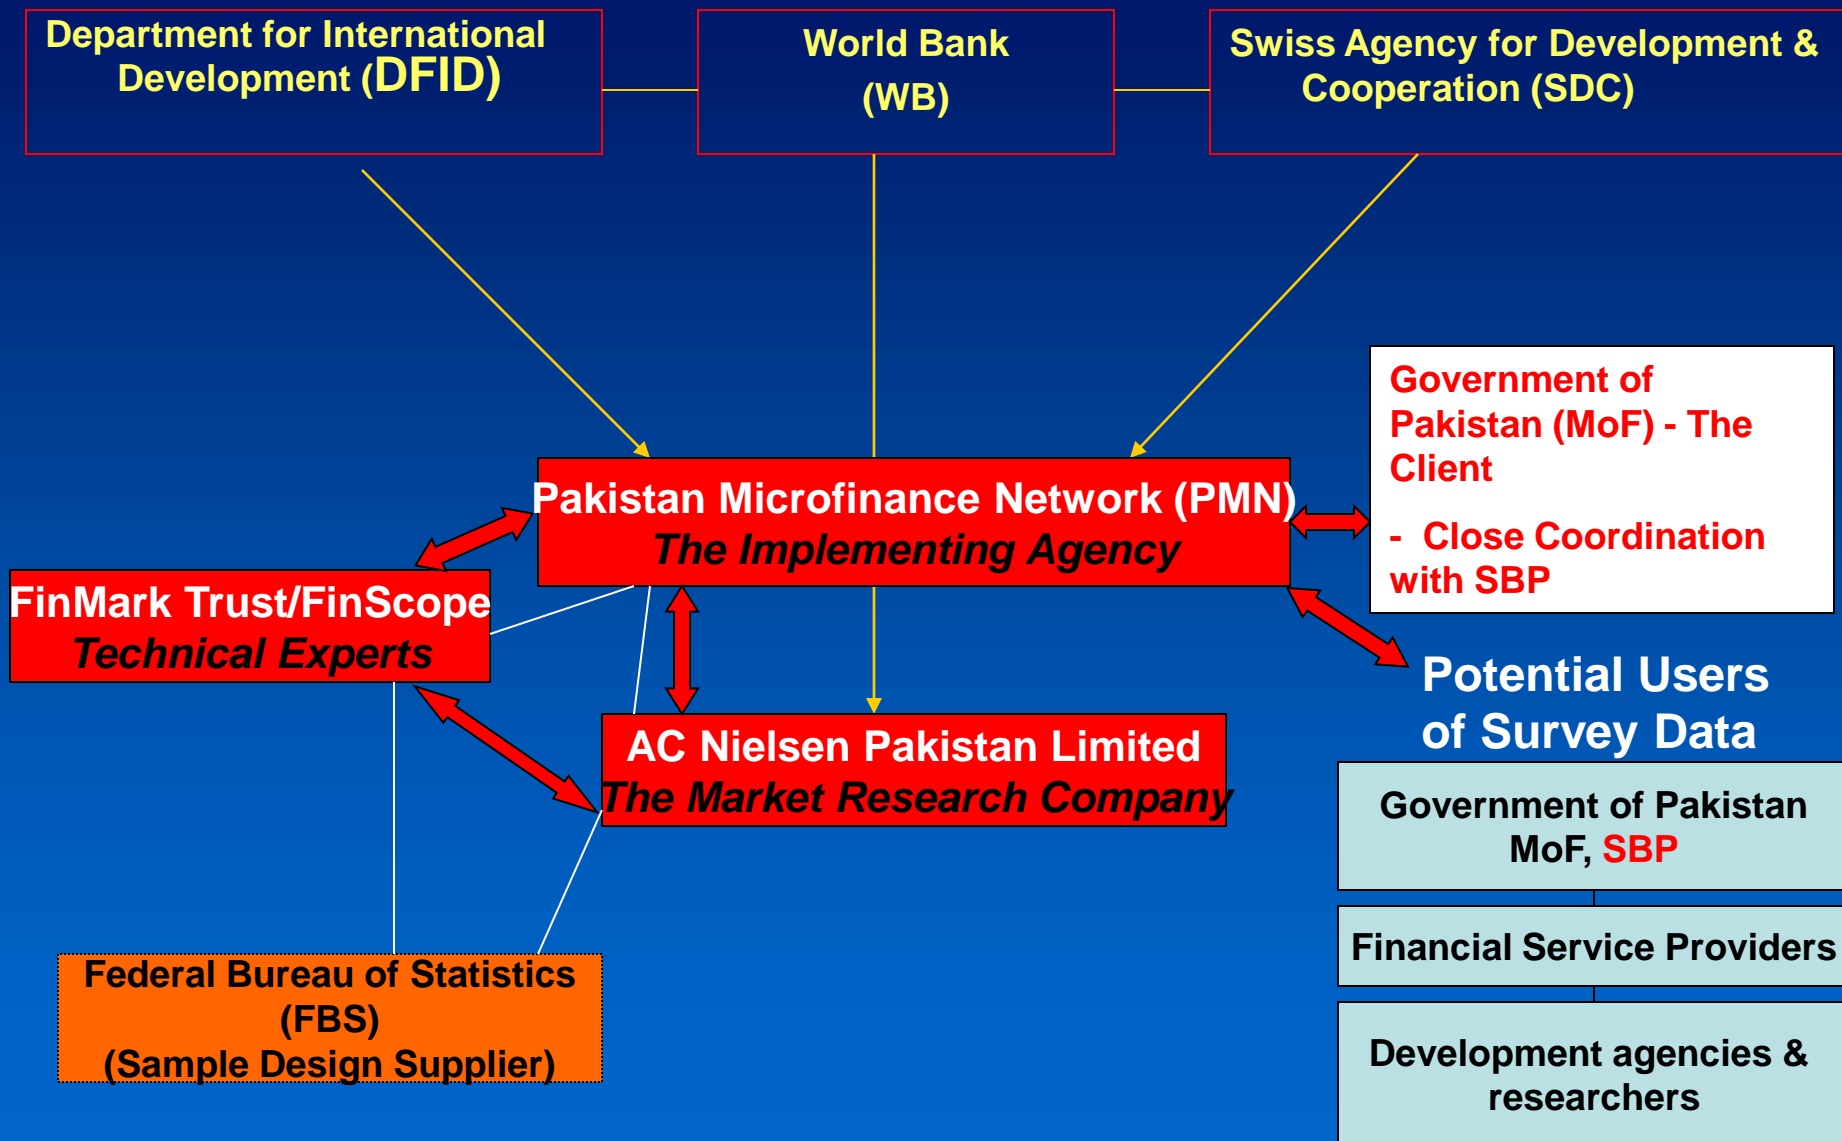 Department for International
Development (DFID)
World Bank
(WB)
Swiss Agency for Development &
Cooperation (SDC)
Government of
Pakistan (MoF) - The
Client
- Close Coordination
with SBP
Pakistan Microfinance Network (PMN)
The Implementing Agency
FinMark Trust/FinScope
Technical Experts
AC Nielsen Pakistan Limited
The Market Research Company
Potential Users
of Survey Data
Government of Pakistan
MoF, SBP
Financial Service Providers
Development agencies &
researchers
Federal Bureau of Statistics
(FBS)
(Sample Design Supplier)